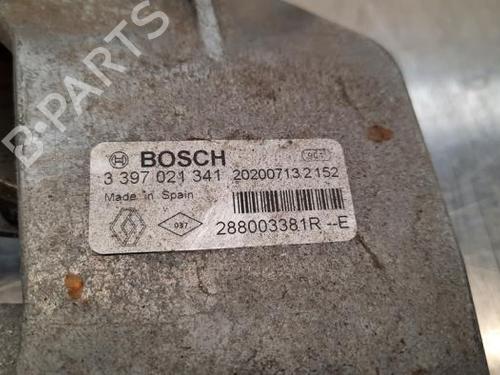 B-PARTS
BOSCH
3 397 021 341 20200713.2152
Made in Spain
288003381R --E